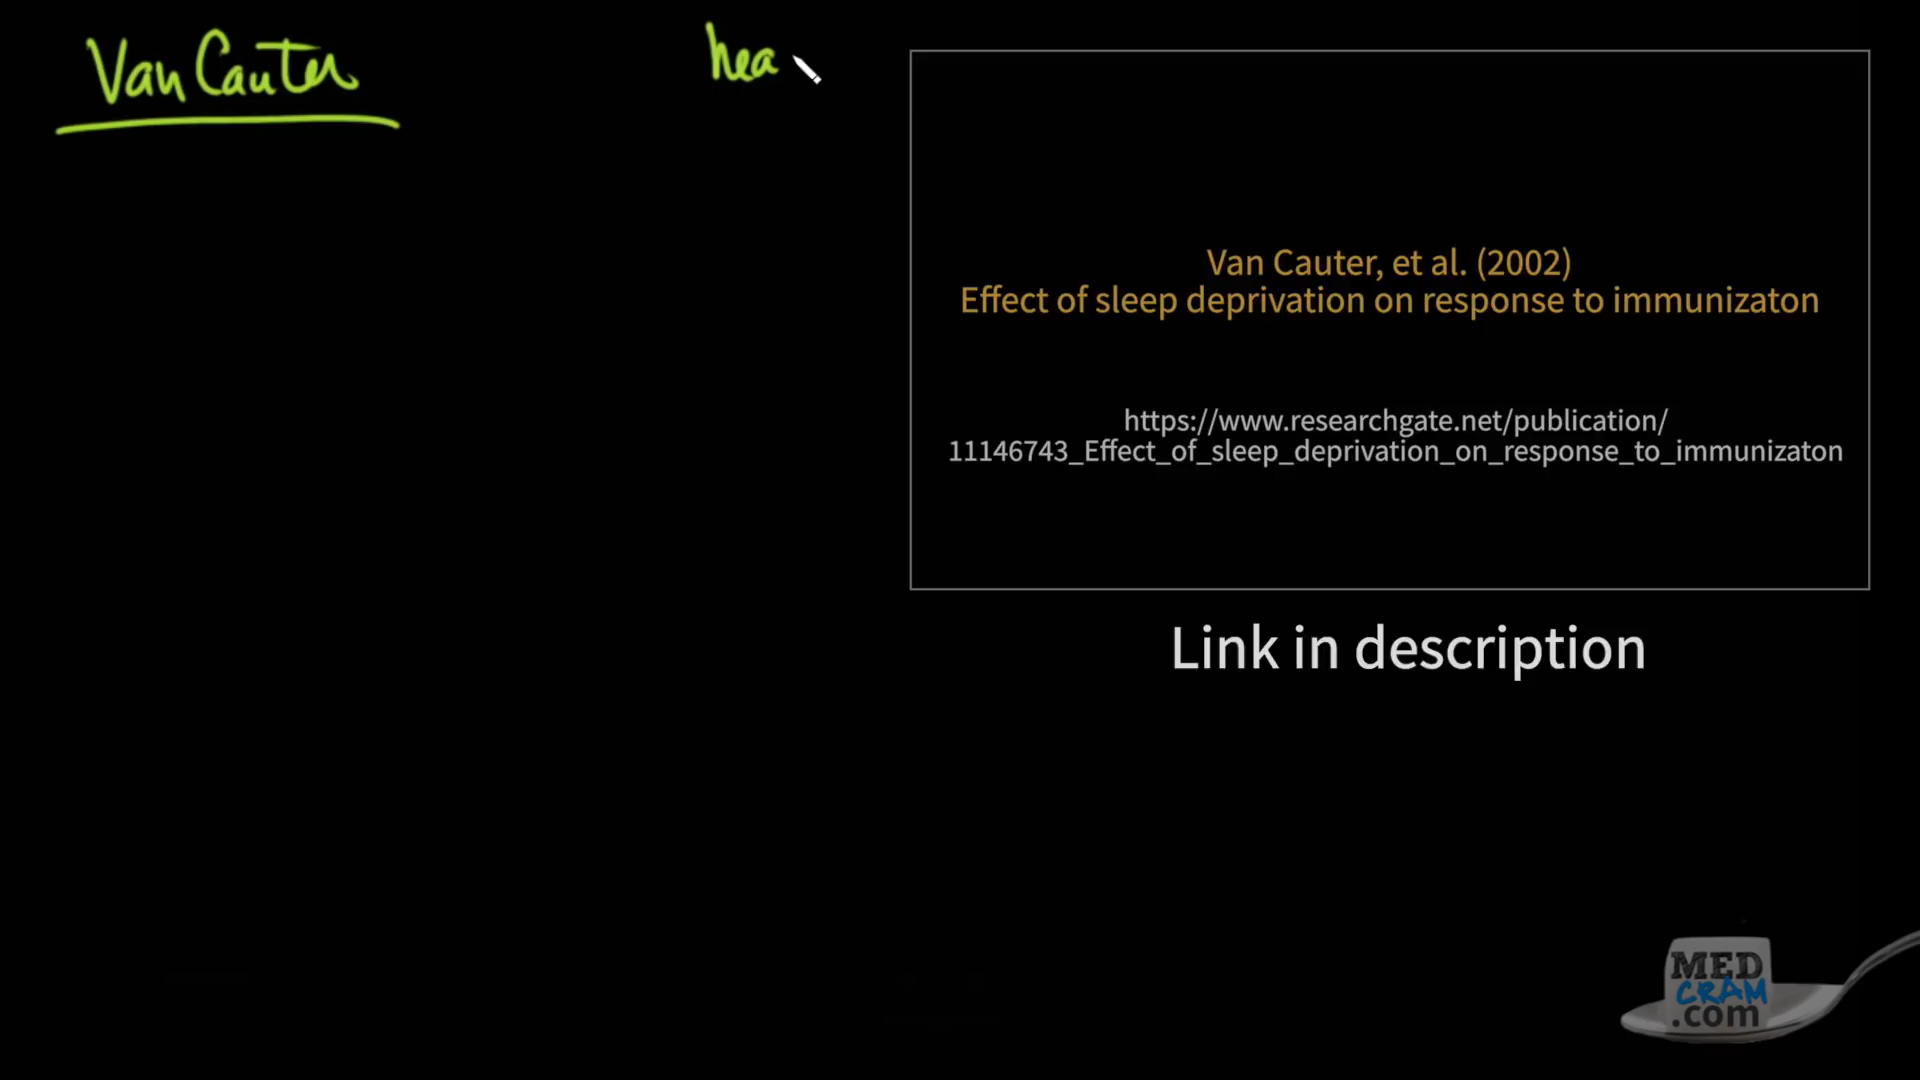 Van Cauter
hea
Van Cauter, et al. (2002)
Effect of sleep deprivation on response to immunizaton
https://www.researchgate.net/publication/
11146743_Effect_of_sleep_deprivation_on_response_to_immunizaton
Link in description
MED
CRAM
.com